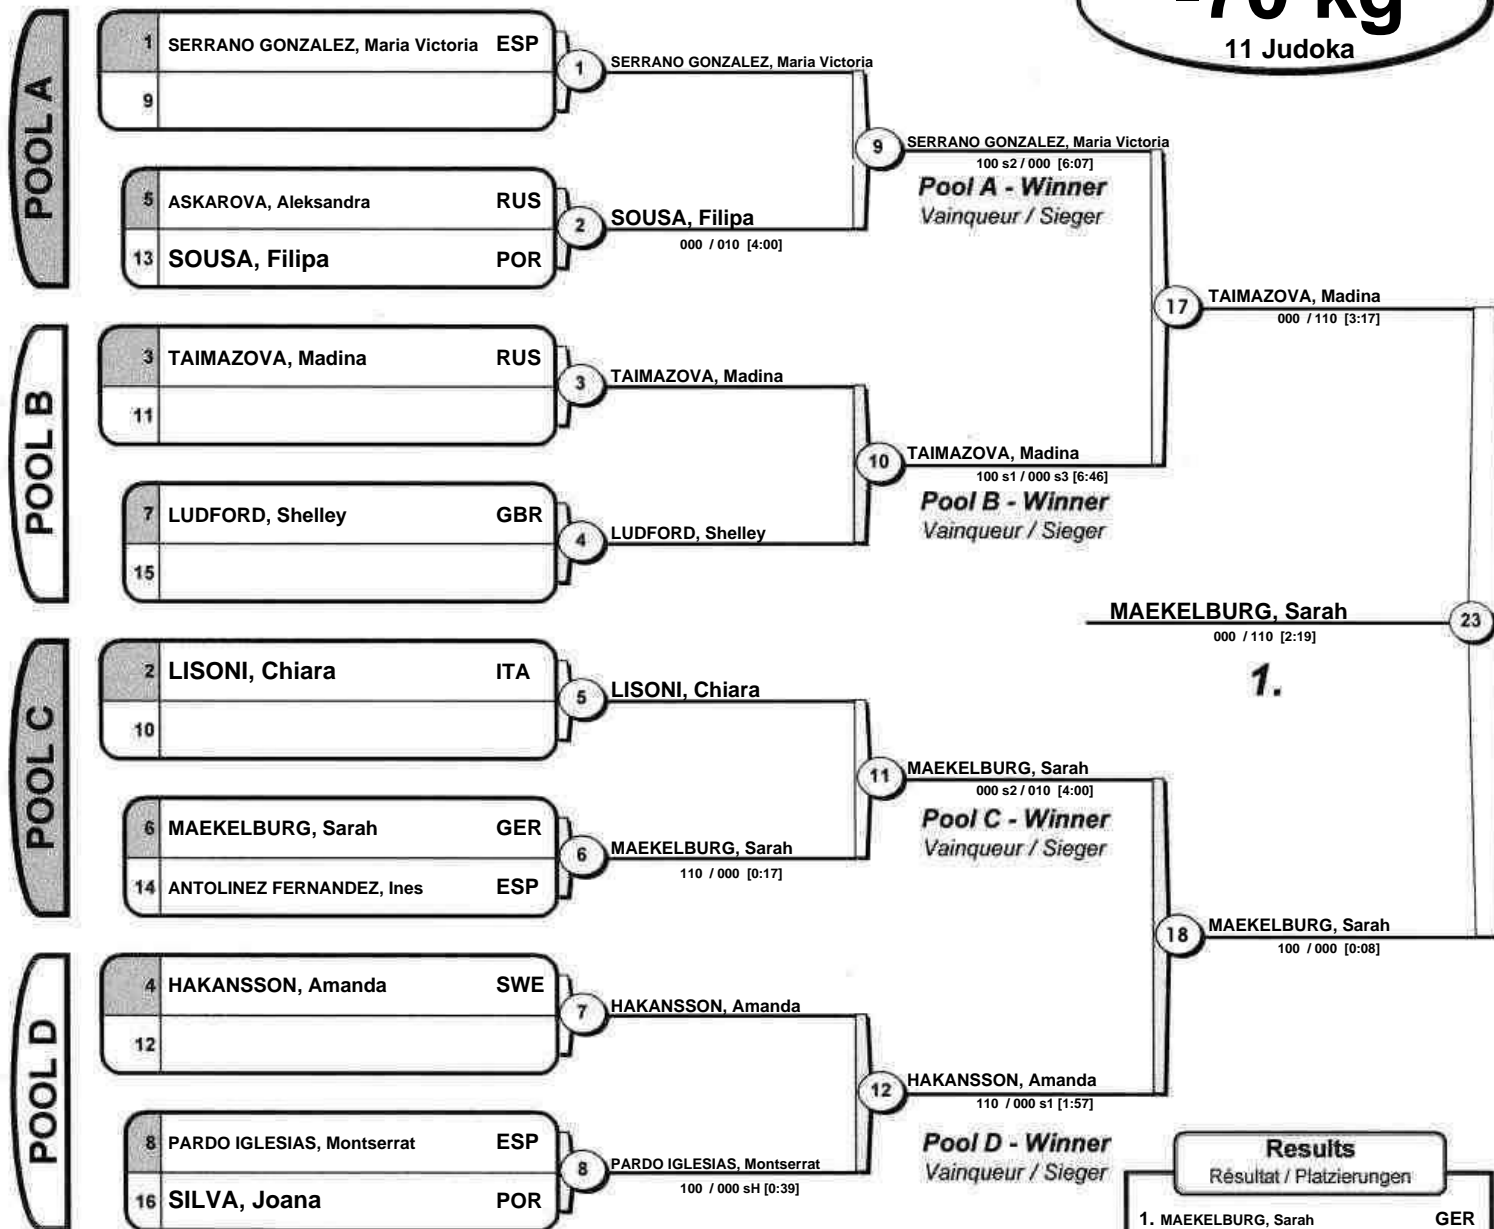 -70 kg
11 Judoka
POOL A
1 SERRANO GONZALEZ, Maria Victoria ESP
9
1 SERRANO GONZALEZ, Maria Victoria
5 ASKAROVA, Aleksandra RUS
13 SOUSA, Filipa POR
2 SOUSA, Filipa
000 / 010 [4:00]
9 SERRANO GONZALEZ, Maria Victoria
100 s2 / 000 [6:07]
Pool A - Winner
Vainqueur / Sieger
POOL B
3 TAIMAZOVA, Madina RUS
11
3 TAIMAZOVA, Madina
7 LUDFORD, Shelley GBR
15
4 LUDFORD, Shelley
10 TAIMAZOVA, Madina
100 s1 / 000 s3 [6:46]
Pool B - Winner
Vainqueur / Sieger
17 TAIMAZOVA, Madina
000 / 110 [3:17]
MAEKELBURG, Sarah 23
000 / 110 [2:19]
1.
POOL C
2 LISONI, Chiara ITA
10
5 LISONI, Chiara
6 MAEKELBURG, Sarah GER
14 ANTOLINEZ FERNANDEZ, Ines ESP
6 MAEKELBURG, Sarah
110 / 000 [0:17]
11 MAEKELBURG, Sarah
000 s2 / 010 [4:00]
Pool C - Winner
Vainqueur / Sieger
18 MAEKELBURG, Sarah
100 / 000 [0:08]
POOL D
4 HAKANSSON, Amanda SWE
12
7 HAKANSSON, Amanda
8 PARDO IGLESIAS, Montserrat ESP
16 SILVA, Joana POR
8 PARDO IGLESIAS, Montserrat
100 / 000 sH [0:39]
12 HAKANSSON, Amanda
110 / 000 s1 [1:57]
Pool D - Winner
Vainqueur / Sieger
Results
Résultat / Platzierungen
1. MAEKELBURG, Sarah GER